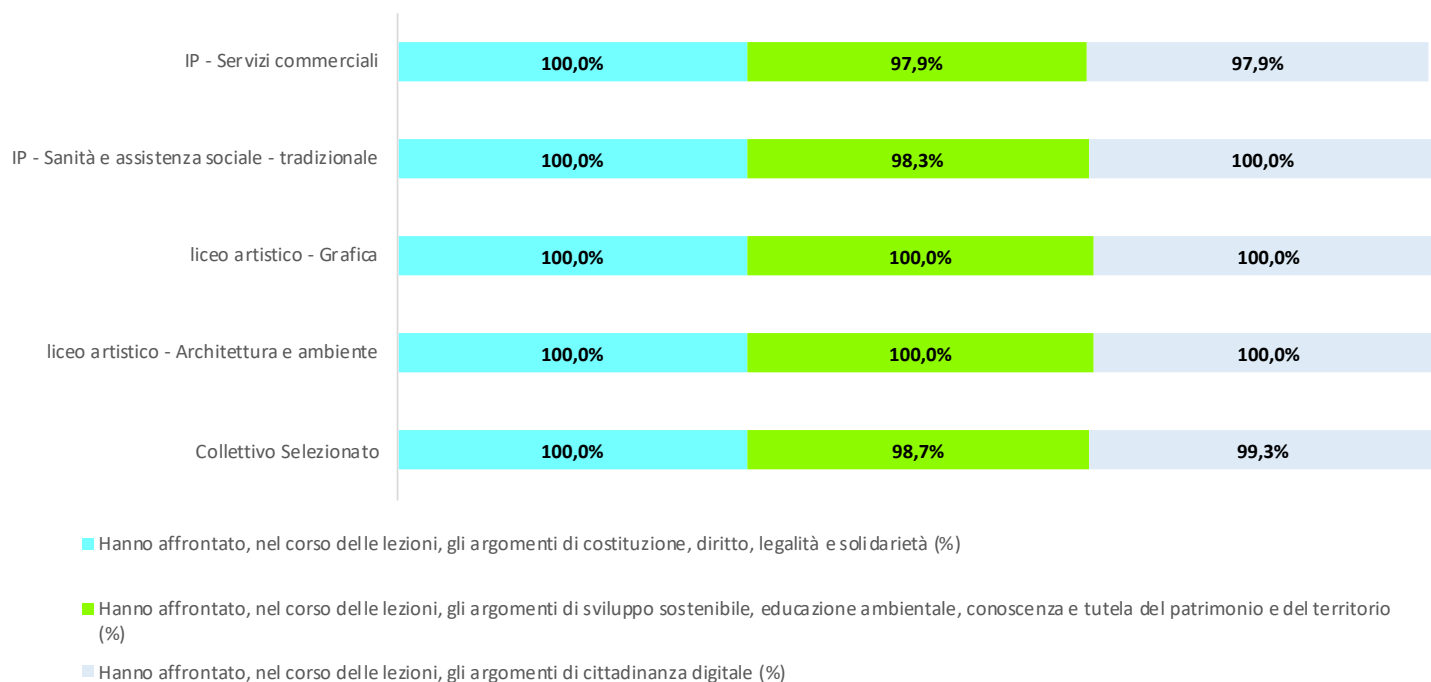 IP - Servizi commerciali
100,0% 97,9% 97,9%
IP - Sanità e assistenza sociale - tradizionale
100,0% 98,3% 100,0%
liceo artistico - Grafica
100,0% 100,0% 100,0%
liceo artistico - Architettura e ambiente
100,0% 100,0% 100,0%
Collettivo Selezionato
100,0% 98,7% 99,3%
Hanno affrontato, nel corso delle lezioni, gli argomenti di costituzione, diritto, legalità e solidarietà (%)
Hanno affrontato, nel corso delle lezioni, gli argomenti di sviluppo sostenibile, educazione ambientale, conoscenza e tutela del patrimonio e del territorio
(%)
Hanno affrontato, nel corso delle lezioni, gli argomenti di cittadinanza digitale (%)